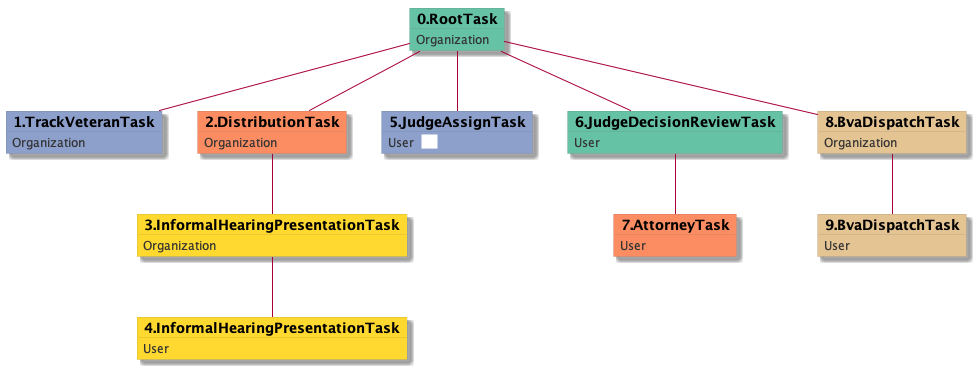 0.RootTask
Organization
1.TrackVeteranTask
Organization
2.DistributionTask
Organization
5.JudgeAssignTask
User
6.JudgeDecisionReviewTask
User
8.BvaDispatchTask
Organization
3.InformalHearingPresentationTask
Organization
7.AttorneyTask
User
9.BvaDispatchTask
User
4.InformalHearingPresentationTask
User